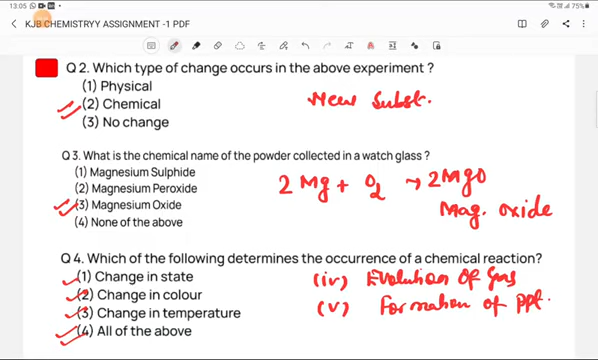 13:05
75%
KJB CHEMISTRYY ASSIGNMENT -1 PDF
Q 2. Which type of change occurs in the above experiment ?
(1) Physical
(2) Chemical
(3) No change
New Subst.
Q 3. What is the chemical name of the powder collected in a watch glass ?
(1) Magnesium Sulphide
(2) Magnesium Peroxide
(3) Magnesium Oxide
(4) None of the above
2 Mg + O2 → 2MgO
Mag. oxide
Q 4. Which of the following determines the occurrence of a chemical reaction?
(1) Change in state
(2) Change in colour
(3) Change in temperature
(4) All of the above
(iv) Evolution of gas
(v) Formation of ppt.